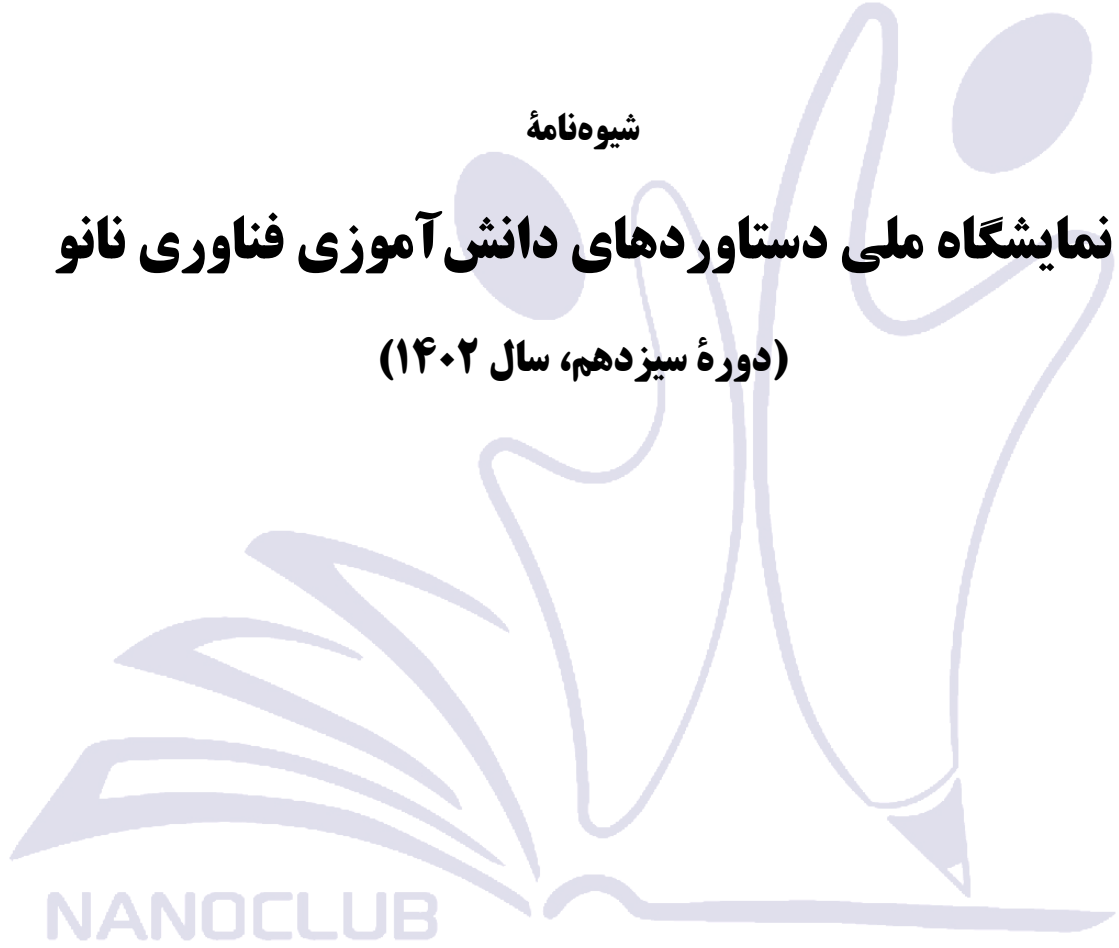 شیوه‌نامهٔ
نمایشگاه ملی دستاوردهای دانش‌آموزی فناوری نانو
(دورهٔ سیزدهم، سال ۱۴۰۲)
NANOCLUB